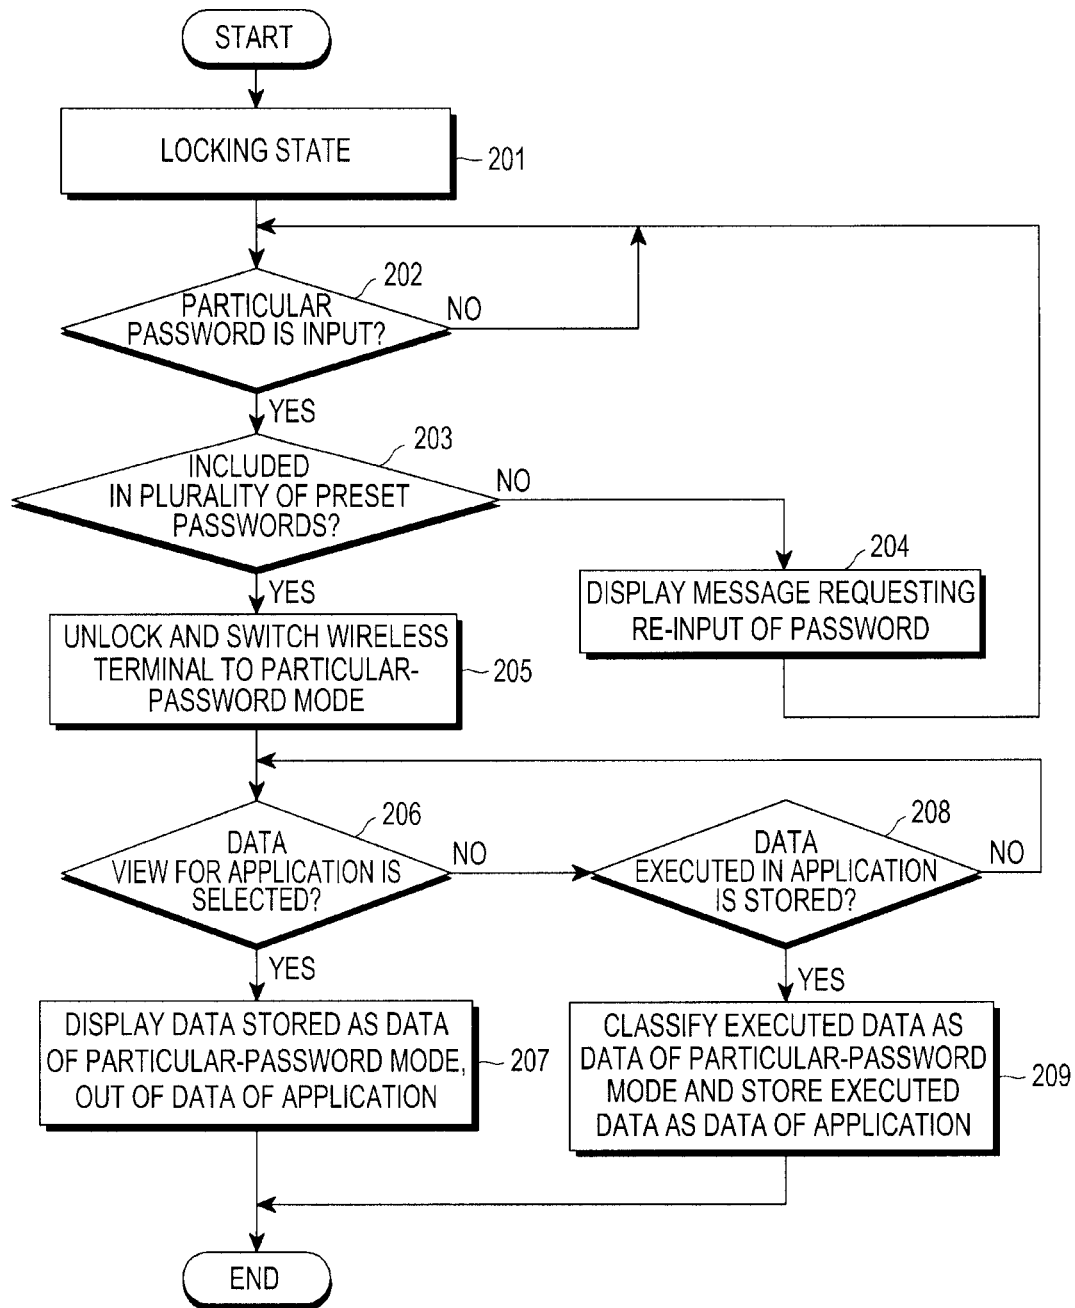 START
LOCKING STATE
201
202
PARTICULAR
PASSWORD IS INPUT?
NO
YES
203
INCLUDED
IN PLURALITY OF PRESET
PASSWORDS?
NO
YES
204
DISPLAY MESSAGE REQUESTING
RE-INPUT OF PASSWORD
UNLOCK AND SWITCH WIRELESS
TERMINAL TO PARTICULAR-
PASSWORD MODE
205
206
DATA
VIEW FOR APPLICATION IS
SELECTED?
NO
YES
208
DATA
EXECUTED IN APPLICATION
IS STORED?
NO
YES
DISPLAY DATA STORED AS DATA
OF PARTICULAR-PASSWORD MODE,
OUT OF DATA OF APPLICATION
207
CLASSIFY EXECUTED DATA AS
DATA OF PARTICULAR-PASSWORD
MODE AND STORE EXECUTED
DATA AS DATA OF APPLICATION
209
END